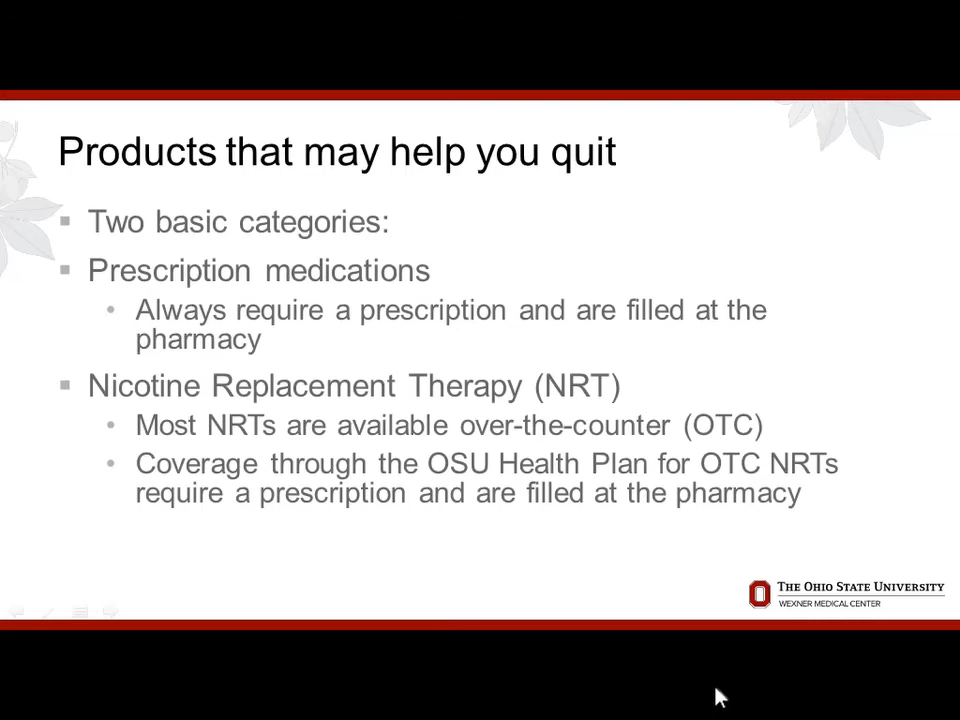 Products that may help you quit
Two basic categories:
Prescription medications
Always require a prescription and are filled at the
pharmacy
Nicotine Replacement Therapy (NRT)
Most NRTs are available over-the-counter (OTC)
Coverage through the OSU Health Plan for OTC NRTs
require a prescription and are filled at the pharmacy
THE OHIO STATE UNIVERSITY
WEXNER MEDICAL CENTER